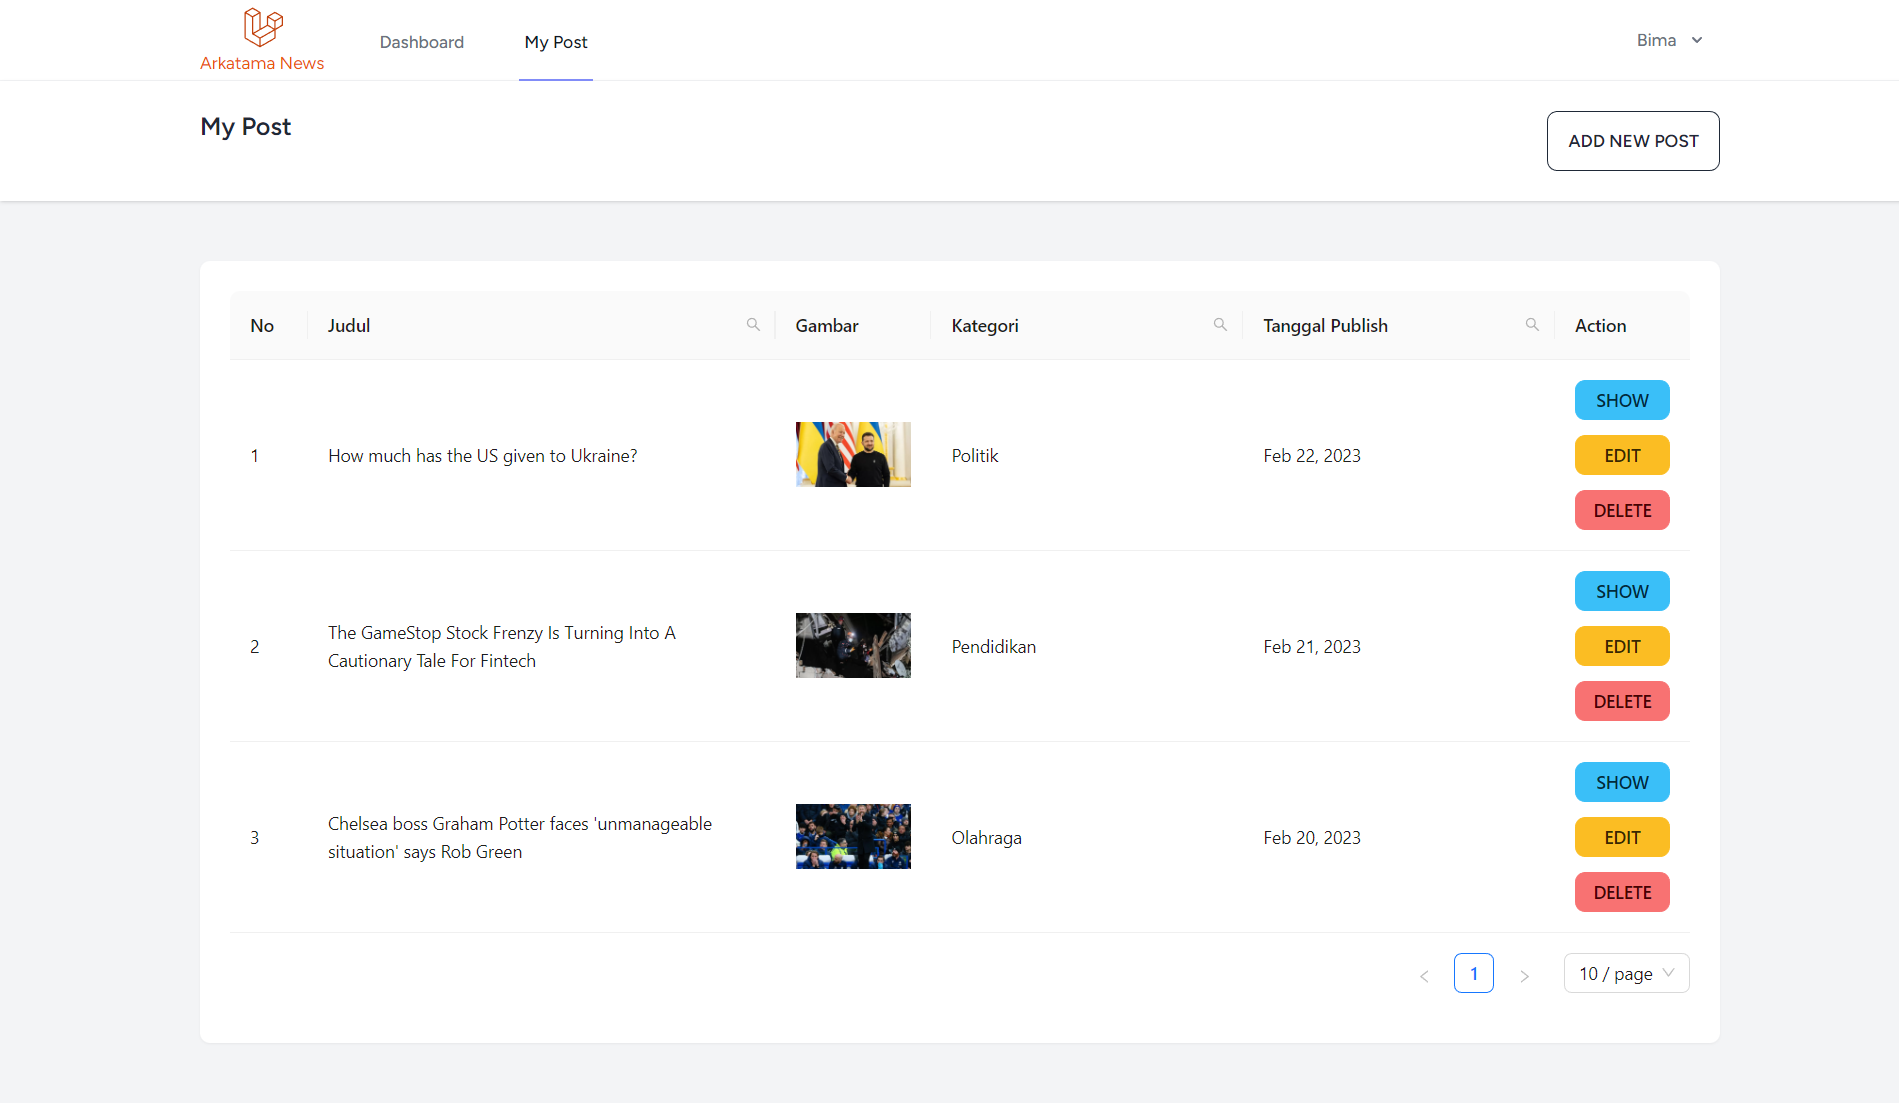 Arkatama News
Dashboard
My Post
Bima
My Post
ADD NEW POST
No
Judul
Gambar
Kategori
Tanggal Publish
Action
1
How much has the US given to Ukraine?
Politik
Feb 22, 2023
SHOW
EDIT
DELETE
2
The GameStop Stock Frenzy Is Turning Into A
Cautionary Tale For Fintech
Pendidikan
Feb 21, 2023
SHOW
EDIT
DELETE
3
Chelsea boss Graham Potter faces 'unmanageable
situation' says Rob Green
Olahraga
Feb 20, 2023
SHOW
EDIT
DELETE
1
10 / page